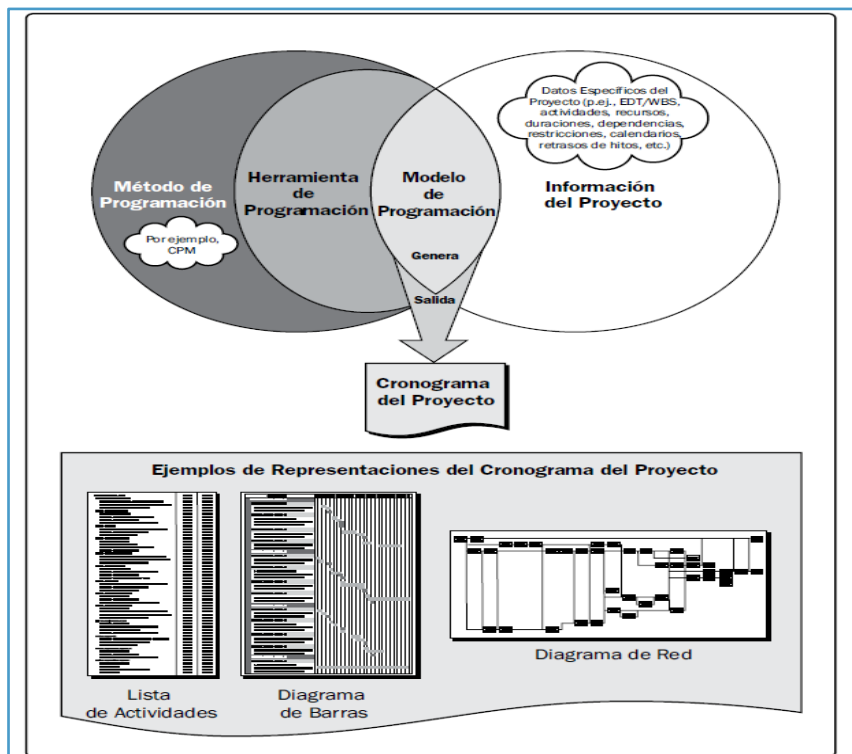 Datos Específicos del
Proyecto (p.ej., EDT/WBS,
actividades, recursos,
duraciones, dependencias,
restricciones, calendarios,
retrasos de hitos, etc.)
Método de
Programación
Por ejemplo,
CPM
Herramienta
de
Programación
Modelo
de
Programación
Genera
Salida
Información
del Proyecto
Cronograma
del Proyecto
Ejemplos de Representaciones del Cronograma del Proyecto
Lista
de Actividades
Diagrama
de Barras
Diagrama de Red